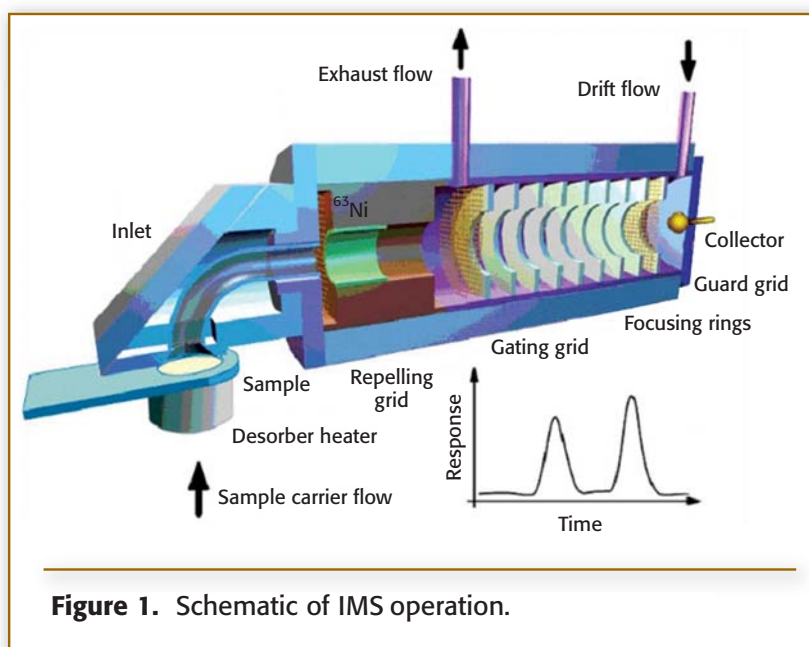 Exhaust flow
Drift flow
⁶³Ni
Inlet
Collector
Guard grid
Focusing rings
Gating grid
Sample
Repelling
grid
Desorber heater
Sample carrier flow
Response
Time
Figure 1. Schematic of IMS operation.